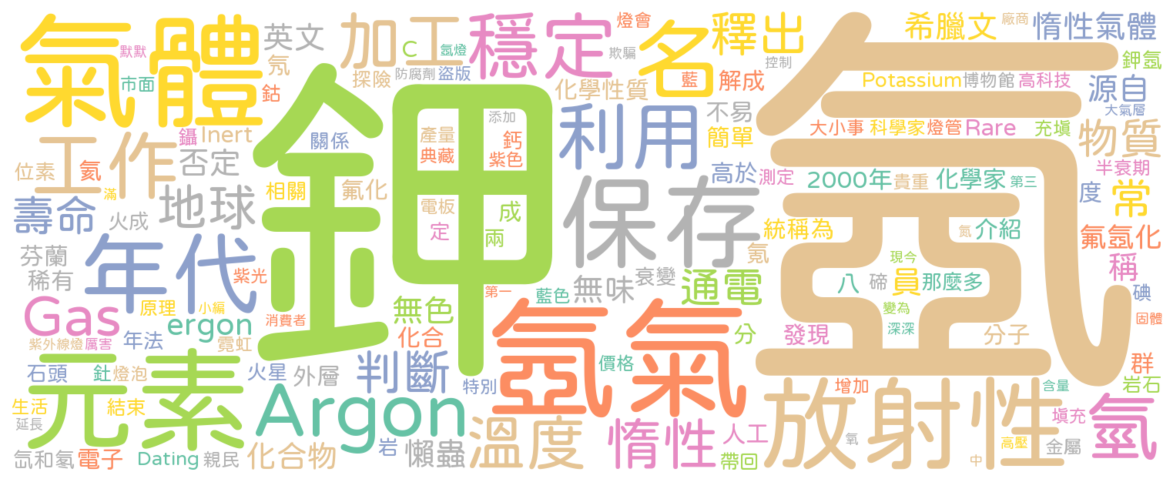 氬
鉀
氣體
元素
年代
保存
氬氣
放射性
利用
穩定
加工
名
釋出
工作
地球
Argon
溫度
惰性
氫
Gas
判斷
壽命
英文
希臘文
惰性氣體
源自
物質
常
稱
氟氬化
鉀氬
Potassium
博物館
高科技
大氣層
大小事
科學家
燈管
Rare
充填
半衰期
2000年
貴重
化學家
第三
度
統稱為
介紹
八
碲
員
那麼多
現今
變為
深深
氮
氪
發現
分子
碘
固體
群
岩石
增加
含量
填充
金屬
高壓
中
氧
人工
帶回
分
價格
特別
通電
衰變
無味
藍色
第一
無色
化合
懶蟲
岩
外層
火星
化合物
親民
Dating
電子
氙和氡
延長
生活
結束
石頭
釷
燈泡
紫外線燈
厲害
年法
霓虹
ergon
原理
小編
消費者
紫光
稀有
芬蘭
火成
否定
滿
氦
位素
鑷
Inert
鈷
氖
市面
默默
探險
C
氬燈
防腐劑
盜版
燈會
欺騙
化學性質
藍
解成
控制
廠商
不易
簡單
高於
測定
關係
相關
氟化
產量
典藏
電板
定
添加
鈣
紫色
成
兩